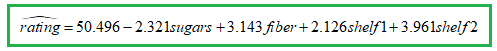 rating = 50.496 − 2.321sugars + 3.143 fiber + 2.126shelf1 + 3.961shelf2